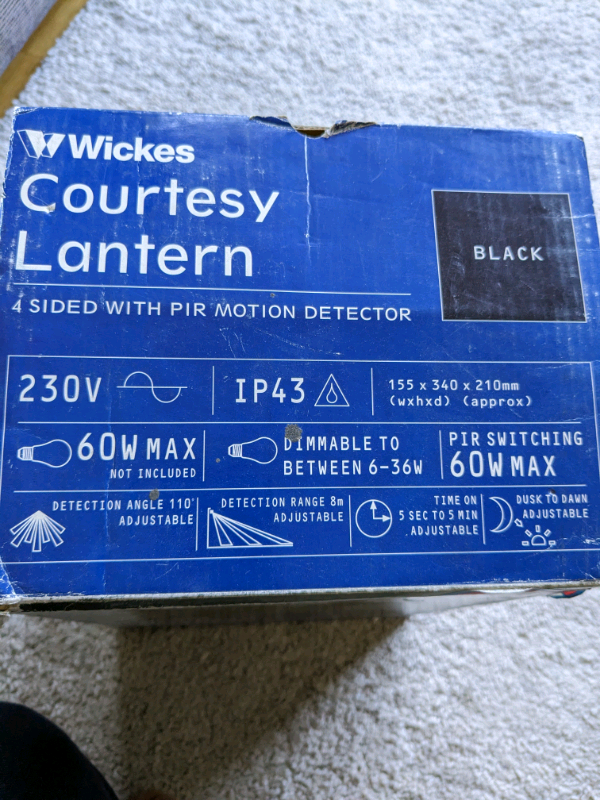 Wickes
Courtesy
Lantern
4 SIDED WITH PIR MOTION DETECTOR
BLACK
230V
IP43
155 x 340 x 210mm
(wxhxd) (approx)
60W MAX
NOT INCLUDED
DIMMABLE TO
BETWEEN 6-36W
PIR SWITCHING
60W MAX
DETECTION ANGLE 110°
ADJUSTABLE
DETECTION RANGE 8m
ADJUSTABLE
TIME ON
5 SEC TO 5 MIN
ADJUSTABLE
DUSK TO DAWN
ADJUSTABLE